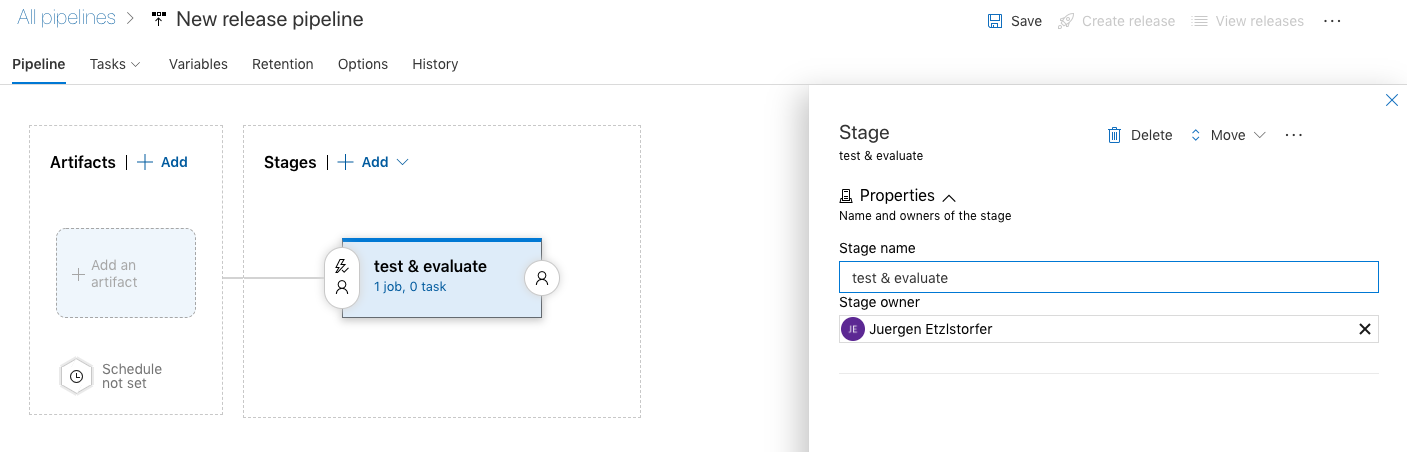 All pipelines > New release pipeline
Save Create release View releases ...
Pipeline Tasks Variables Retention Options History
Artifacts | + Add
Stages | + Add
+ Add an
artifact
Schedule
not set
test & evaluate
1 job, 0 task
Stage
Delete Move ...
test & evaluate
Properties
Name and owners of the stage
Stage name
test & evaluate
Stage owner
JE Juergen Etzlstorfer